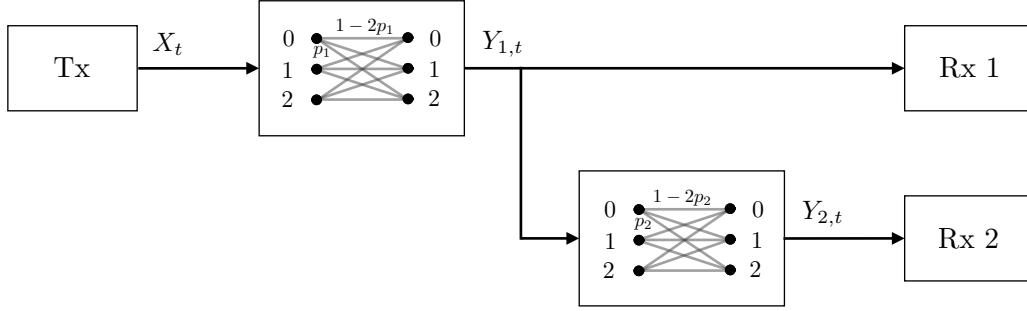 Tx
X_t
1 − 2p_1
0 0
p_1
1 1
2 2
Y_{1,t}
Rx 1
1 − 2p_2
0 0
p_2
1 1
2 2
Y_{2,t}
Rx 2